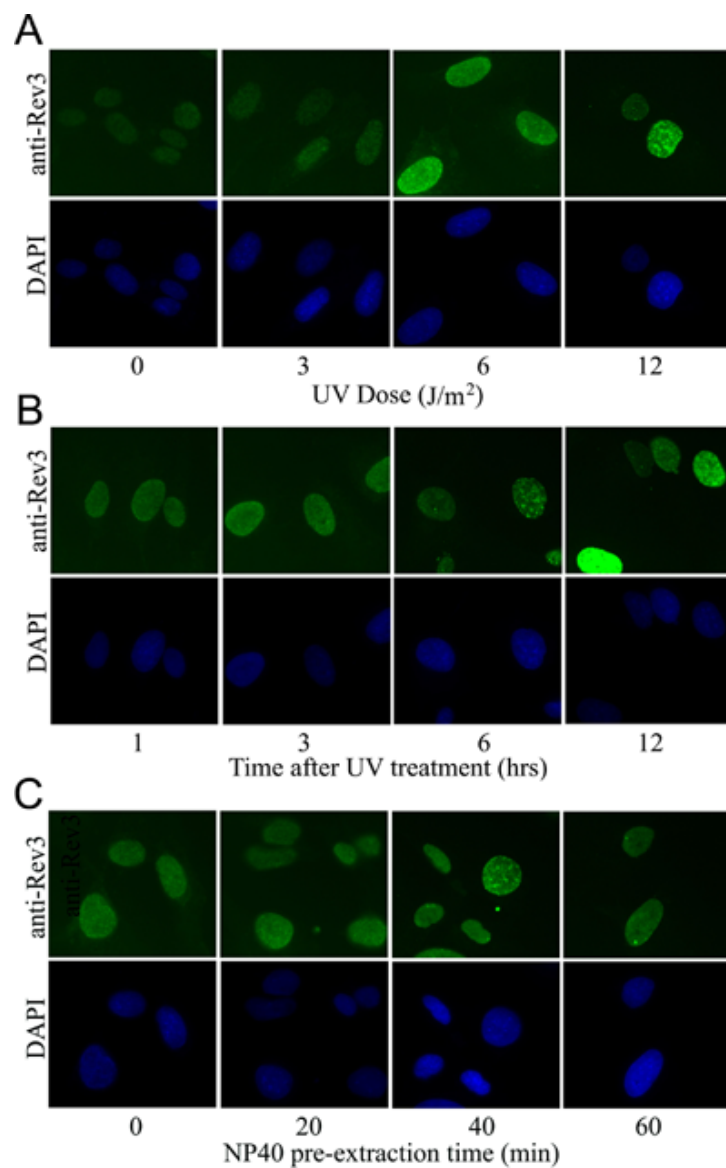 A
anti-Rev3
DAPI
0 3 6 12
UV Dose (J/m²)
B
anti-Rev3
DAPI
1 3 6 12
Time after UV treatment (hrs)
C
anti-Rev3
anti-Rev3
DAPI
0 20 40 60
NP40 pre-extraction time (min)